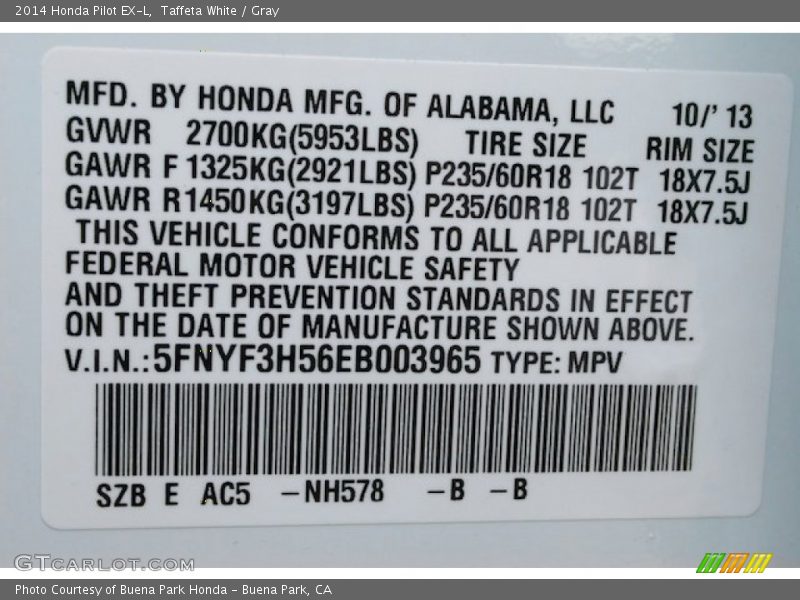 2014 Honda Pilot EX-L, Taffeta White / Gray
MFD. BY HONDA MFG. OF ALABAMA, LLC 10/' 13
GVWR 2700KG(5953LBS) TIRE SIZE RIM SIZE
GAWR F 1325KG(2921LBS) P235/60R18 102T 18X7.5J
GAWR R1450KG(3197LBS) P235/60R18 102T 18X7.5J
THIS VEHICLE CONFORMS TO ALL APPLICABLE
FEDERAL MOTOR VEHICLE SAFETY
AND THEFT PREVENTION STANDARDS IN EFFECT
ON THE DATE OF MANUFACTURE SHOWN ABOVE.
V.I.N.:5FNYF3H56EB003965 TYPE: MPV
SZB E AC5 –NH578 –B –B
GTCARLOT.COM
Photo Courtesy of Buena Park Honda - Buena Park, CA